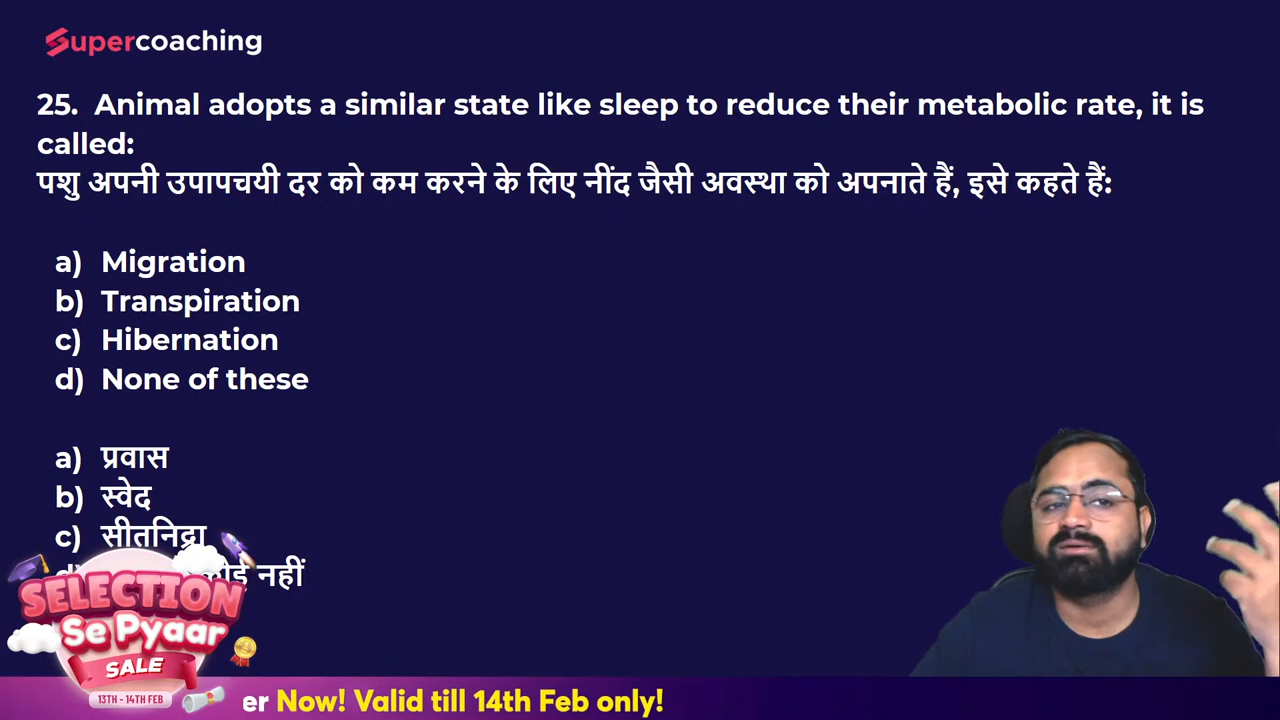 Supercoaching
25. Animal adopts a similar state like sleep to reduce their metabolic rate, it is
called:
पशु अपनी उपापचयी दर को कम करने के लिए नींद जैसी अवस्था को अपनाते हैं, इसे कहते हैं:
a) Migration
b) Transpiration
c) Hibernation
d) None of these
a) प्रवास
b) स्वेद
c) सीतनिद्रा
कोई नहीं
SELECTION
Se Pyaar
SALE
13TH - 14TH FEB
er Now! Valid till 14th Feb only!